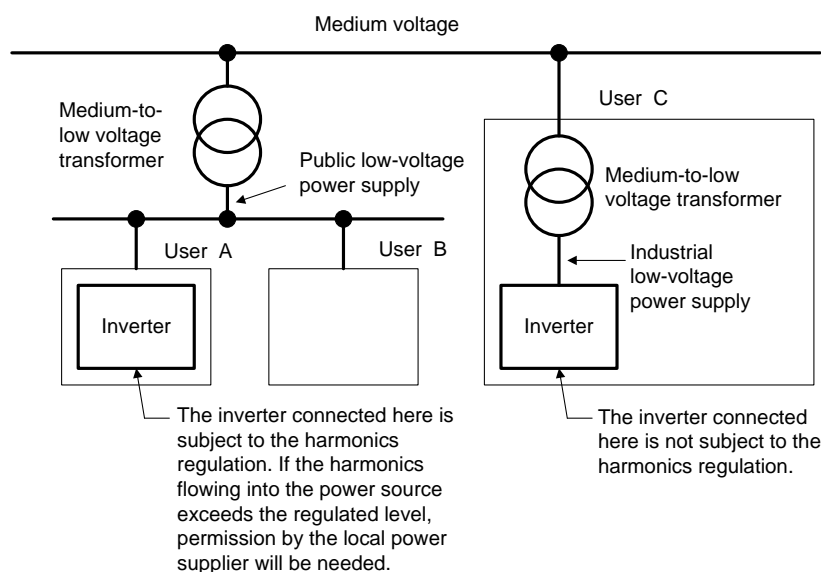 Medium voltage
Medium-to-
low voltage
transformer
Public low-voltage
power supply
User A
User B
Inverter
The inverter connected here is
subject to the harmonics
regulation. If the harmonics
flowing into the power source
exceeds the regulated level,
permission by the local power
supplier will be needed.
User C
Medium-to-low
voltage transformer
Industrial
low-voltage
power supply
Inverter
The inverter connected
here is not subject to the
harmonics regulation.